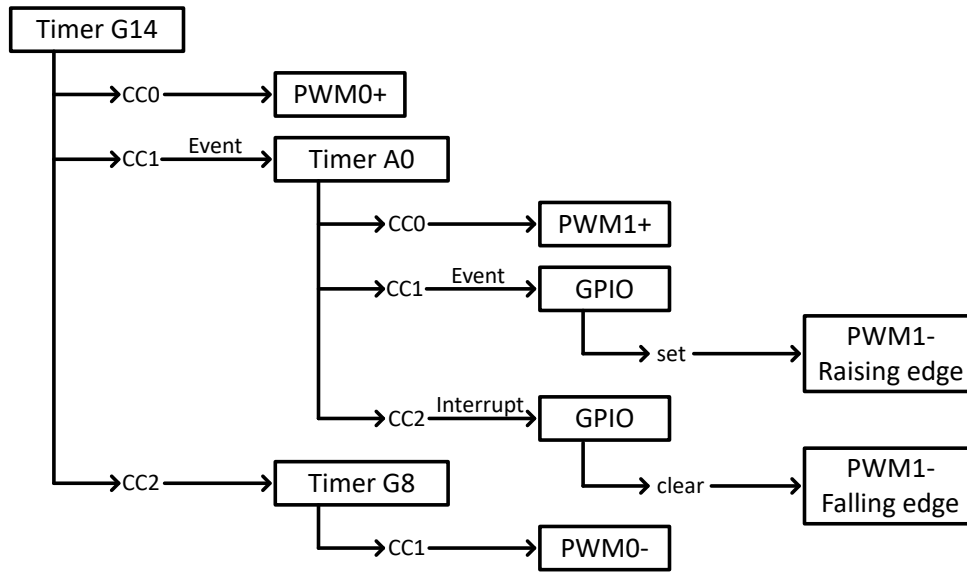 Timer G14
CC0
PWM0+
CC1
Event
Timer A0
CC0
PWM1+
CC1
Event
GPIO
set
PWM1-
Raising edge
CC2
Interrupt
GPIO
clear
PWM1-
Falling edge
CC2
Timer G8
CC1
PWM0-